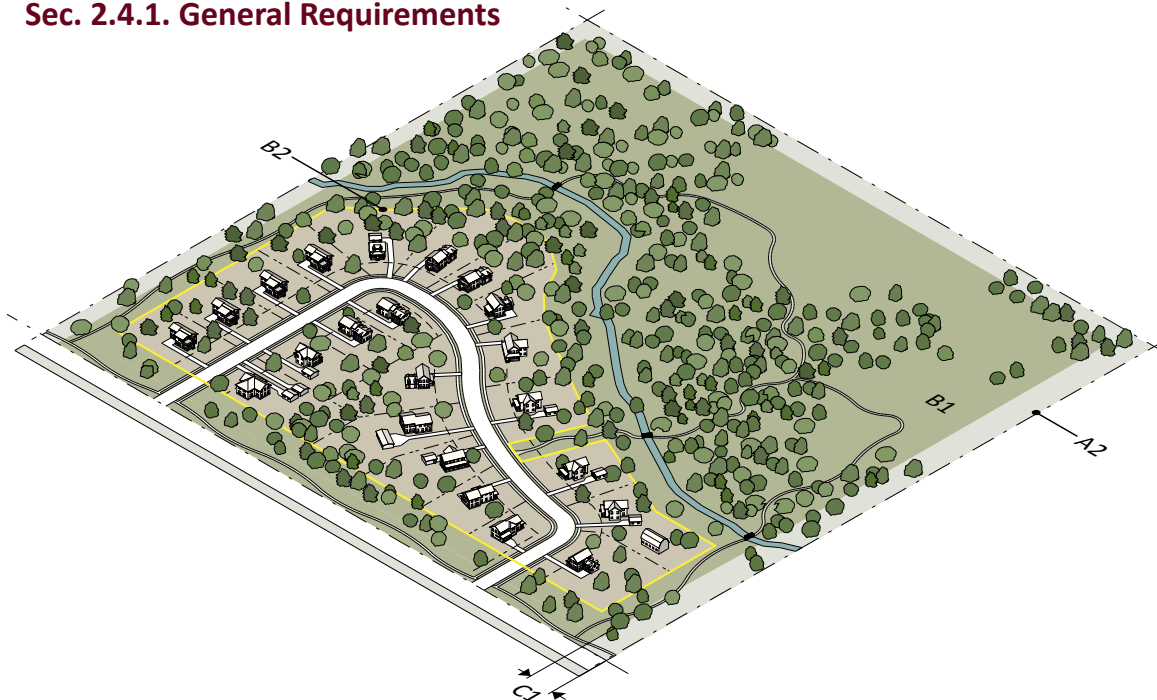 Sec. 2.4.1. General Requirements
B2
B1
A2
C1